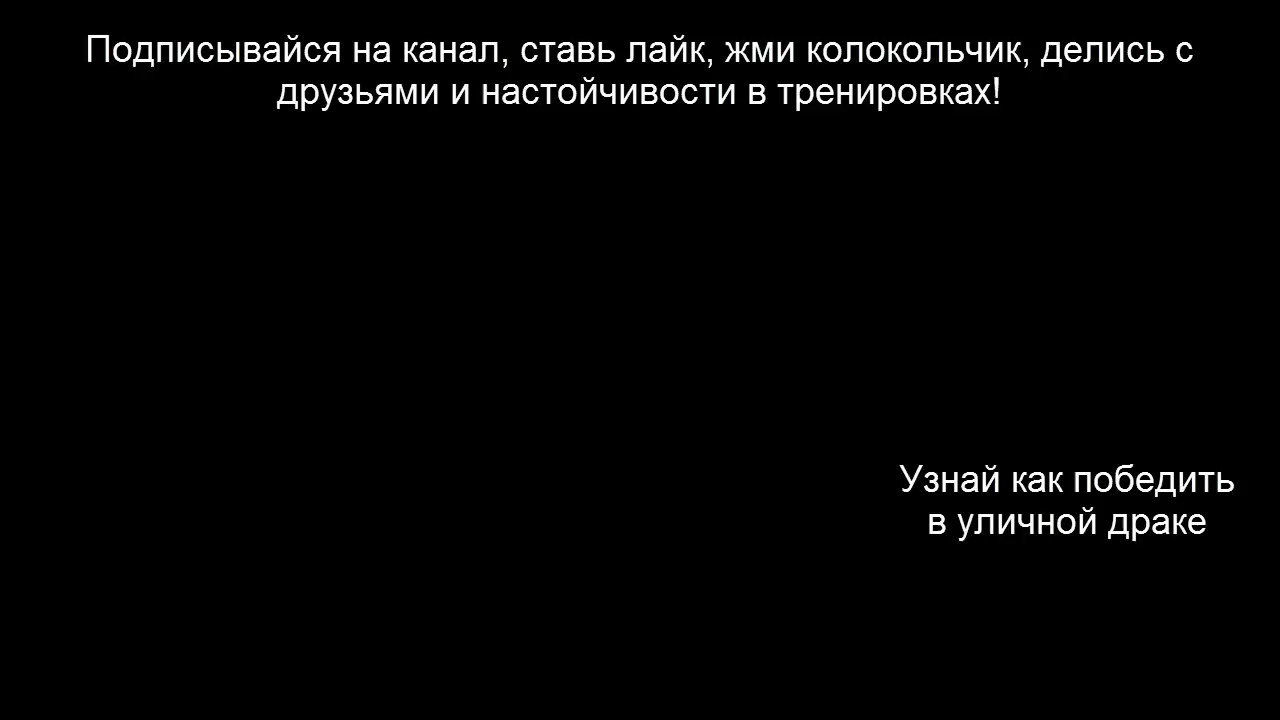 Подписывайся на канал, ставь лайк, жми колокольчик, делись с
друзьями и настойчивости в тренировках!
Узнай как победить
в уличной драке